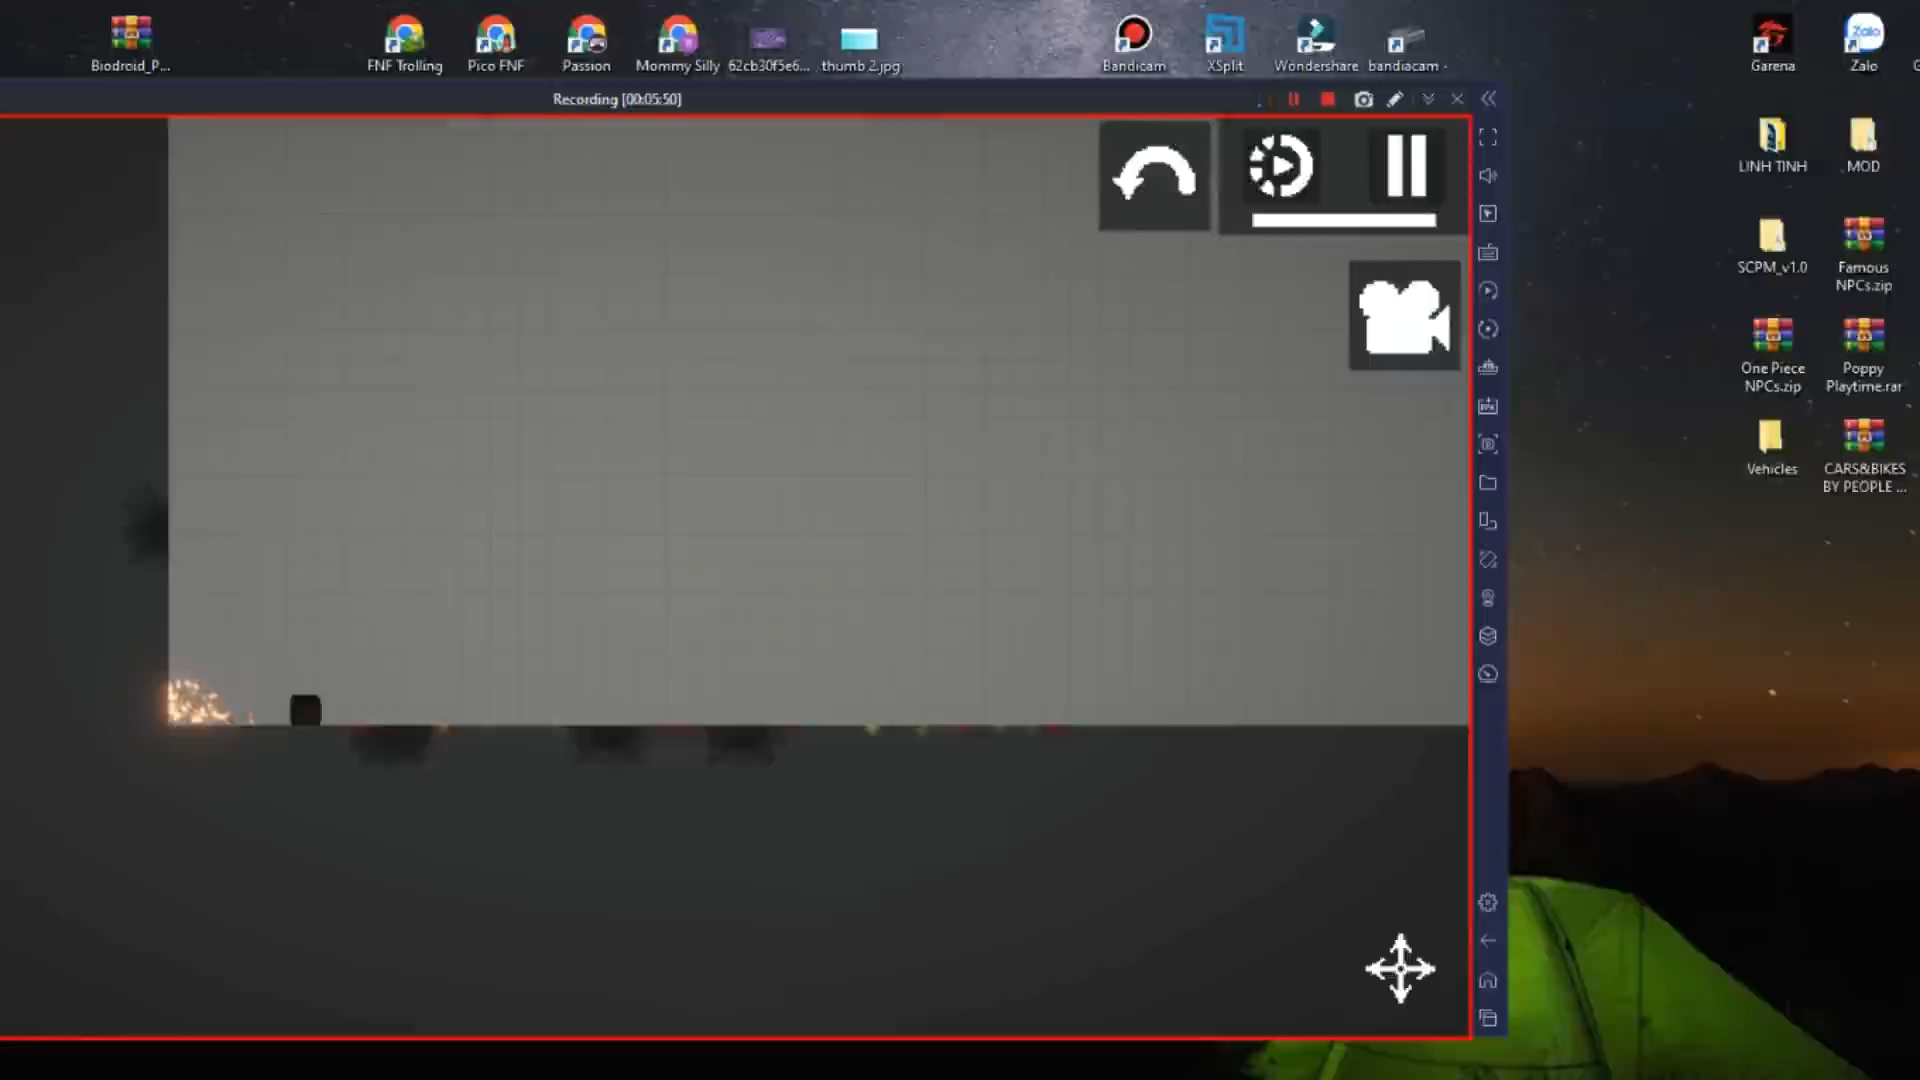 Biodroid_P...
FNF Trolling
Pico FNF
Passion
Mommy Silly
62cb30f5e6...
thumb 2.jpg
Bandicam
XSplit
Wondershare
bandiacam -
Garena
Zalo
Zalo
Recording [00:05:50]
LINH TINH
MOD
SCPM_v1.0
Famous
NPCs.zip
One Piece
NPCs.zip
Poppy
Playtime.rar
Vehicles
CARS&BIKES
BY PEOPLE ...